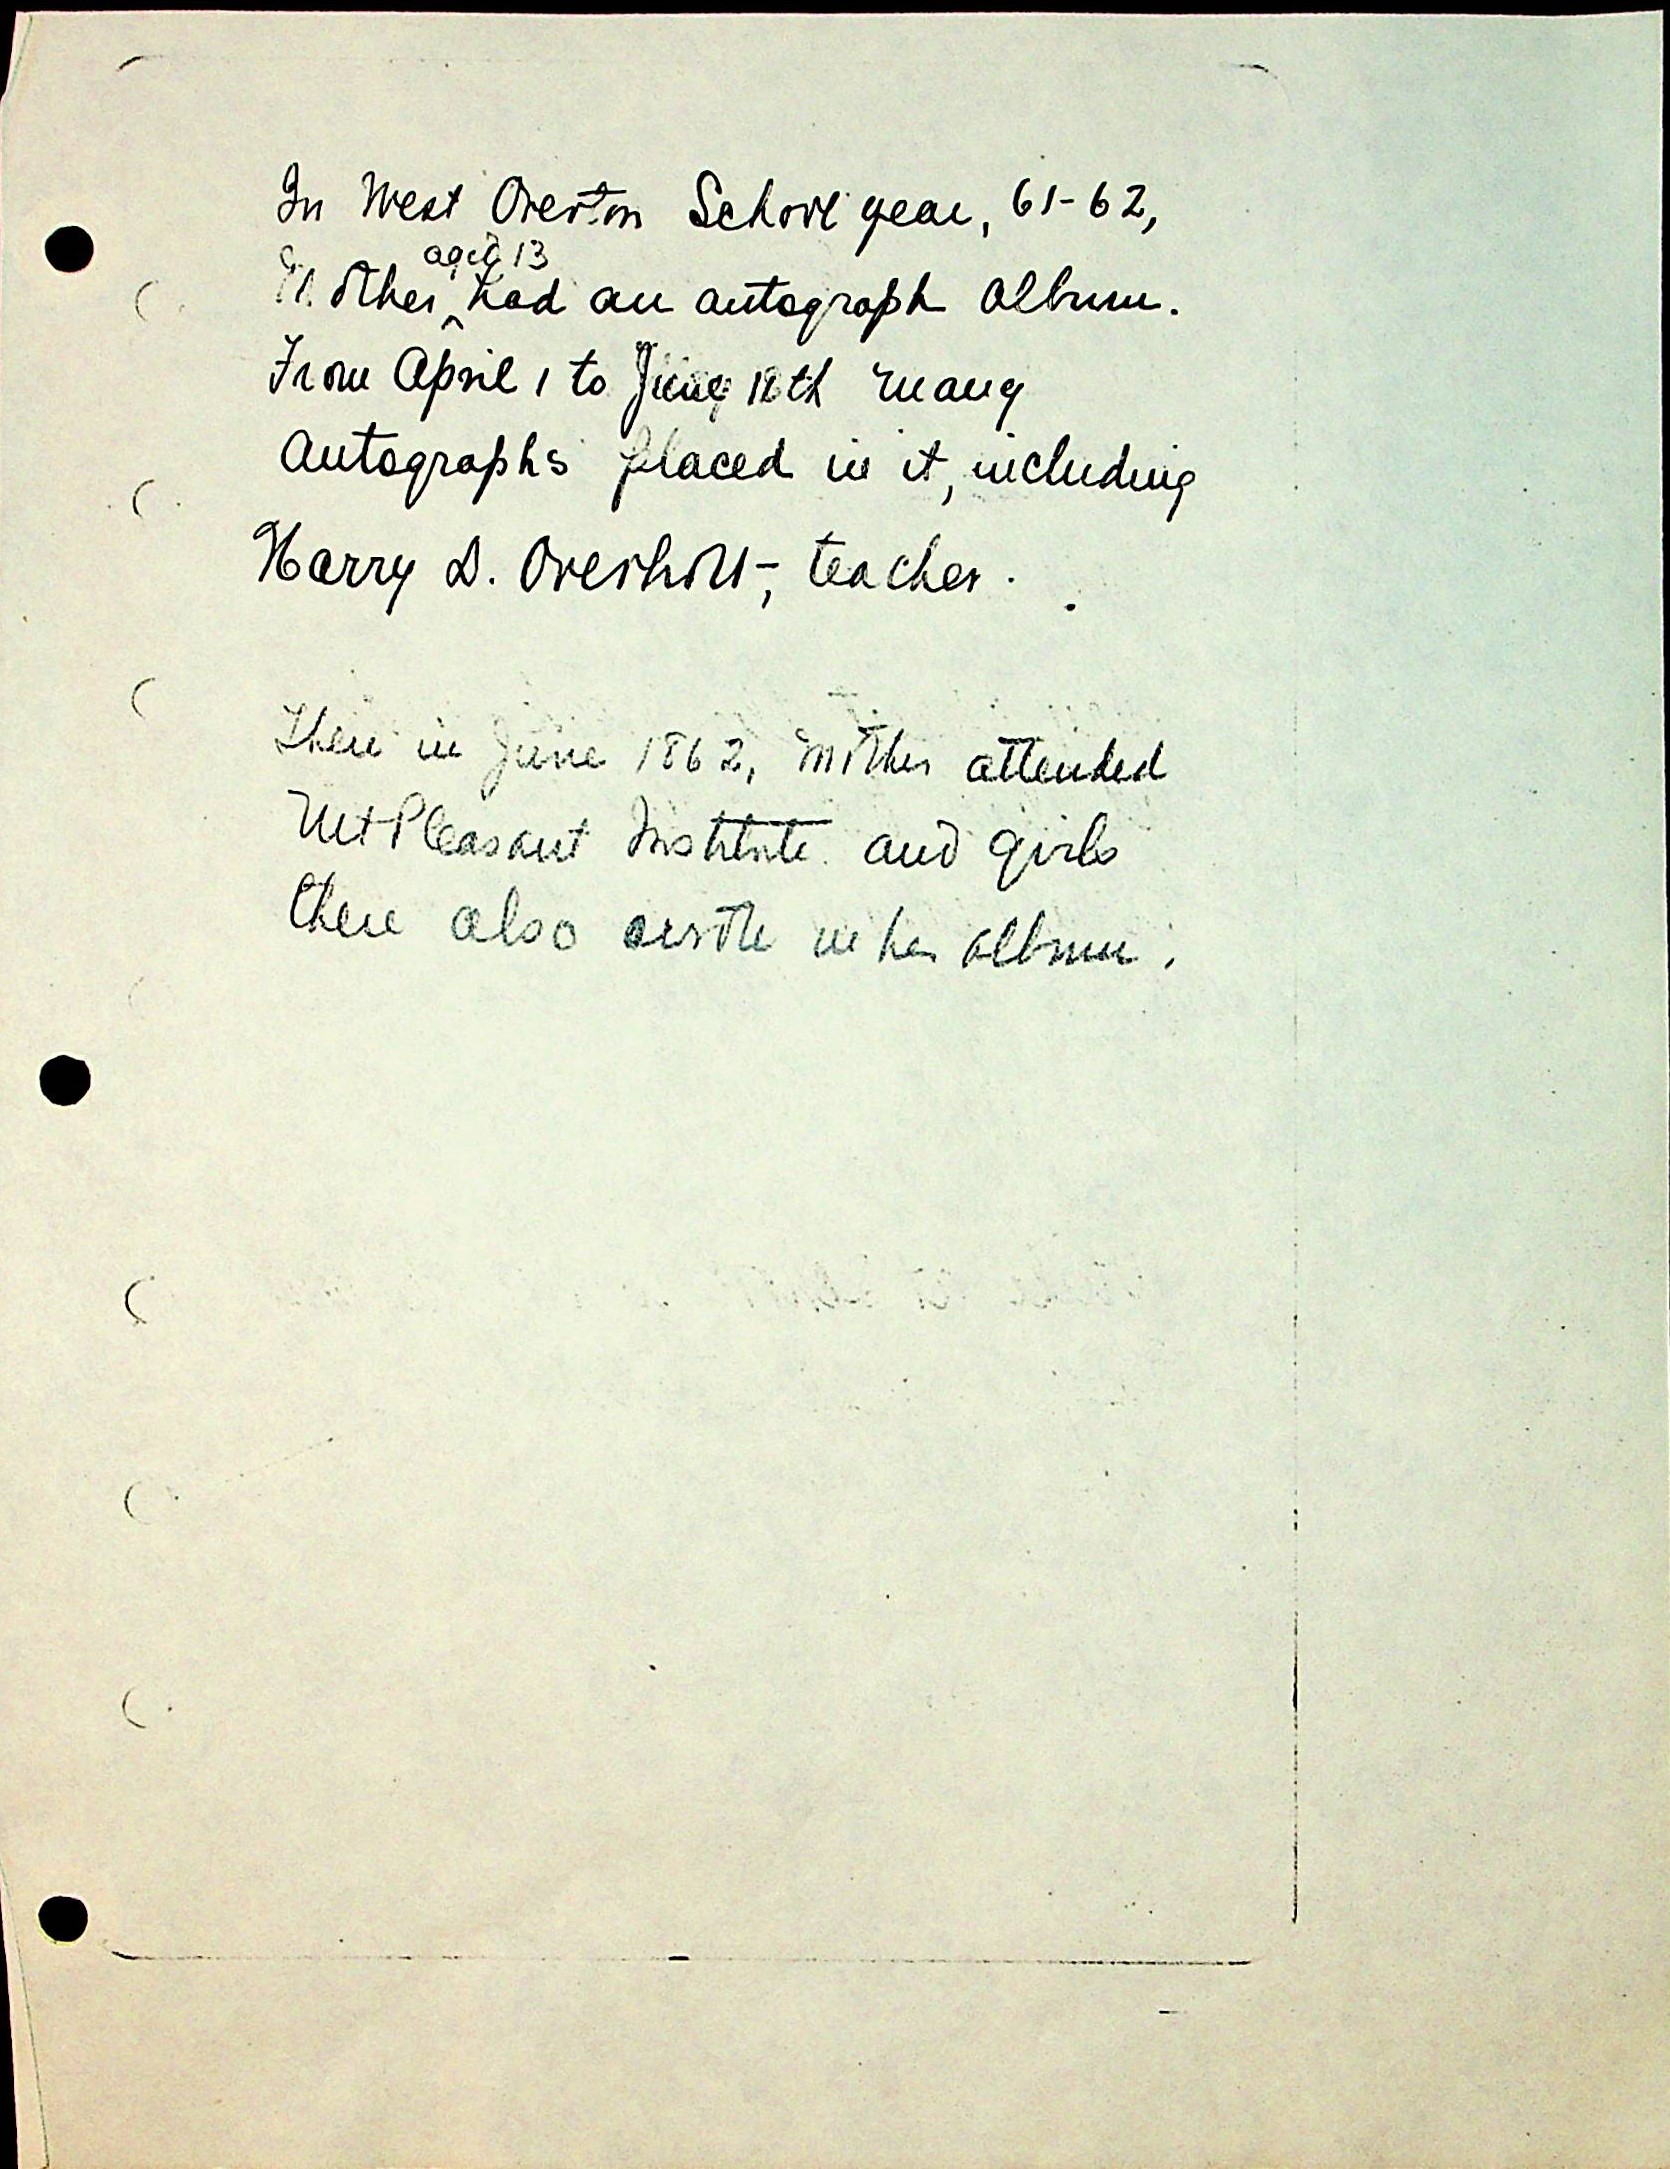 In West Overton School year, 61-62,
Mother ^aged 13 had an autograph album.
From April 1 to June 18th many
autographs placed in it, including
Harry D. Overholt, teacher.
Then in June 1862, Mother attended
Mt Pleasant Institute and girls
there also wrote in her album.